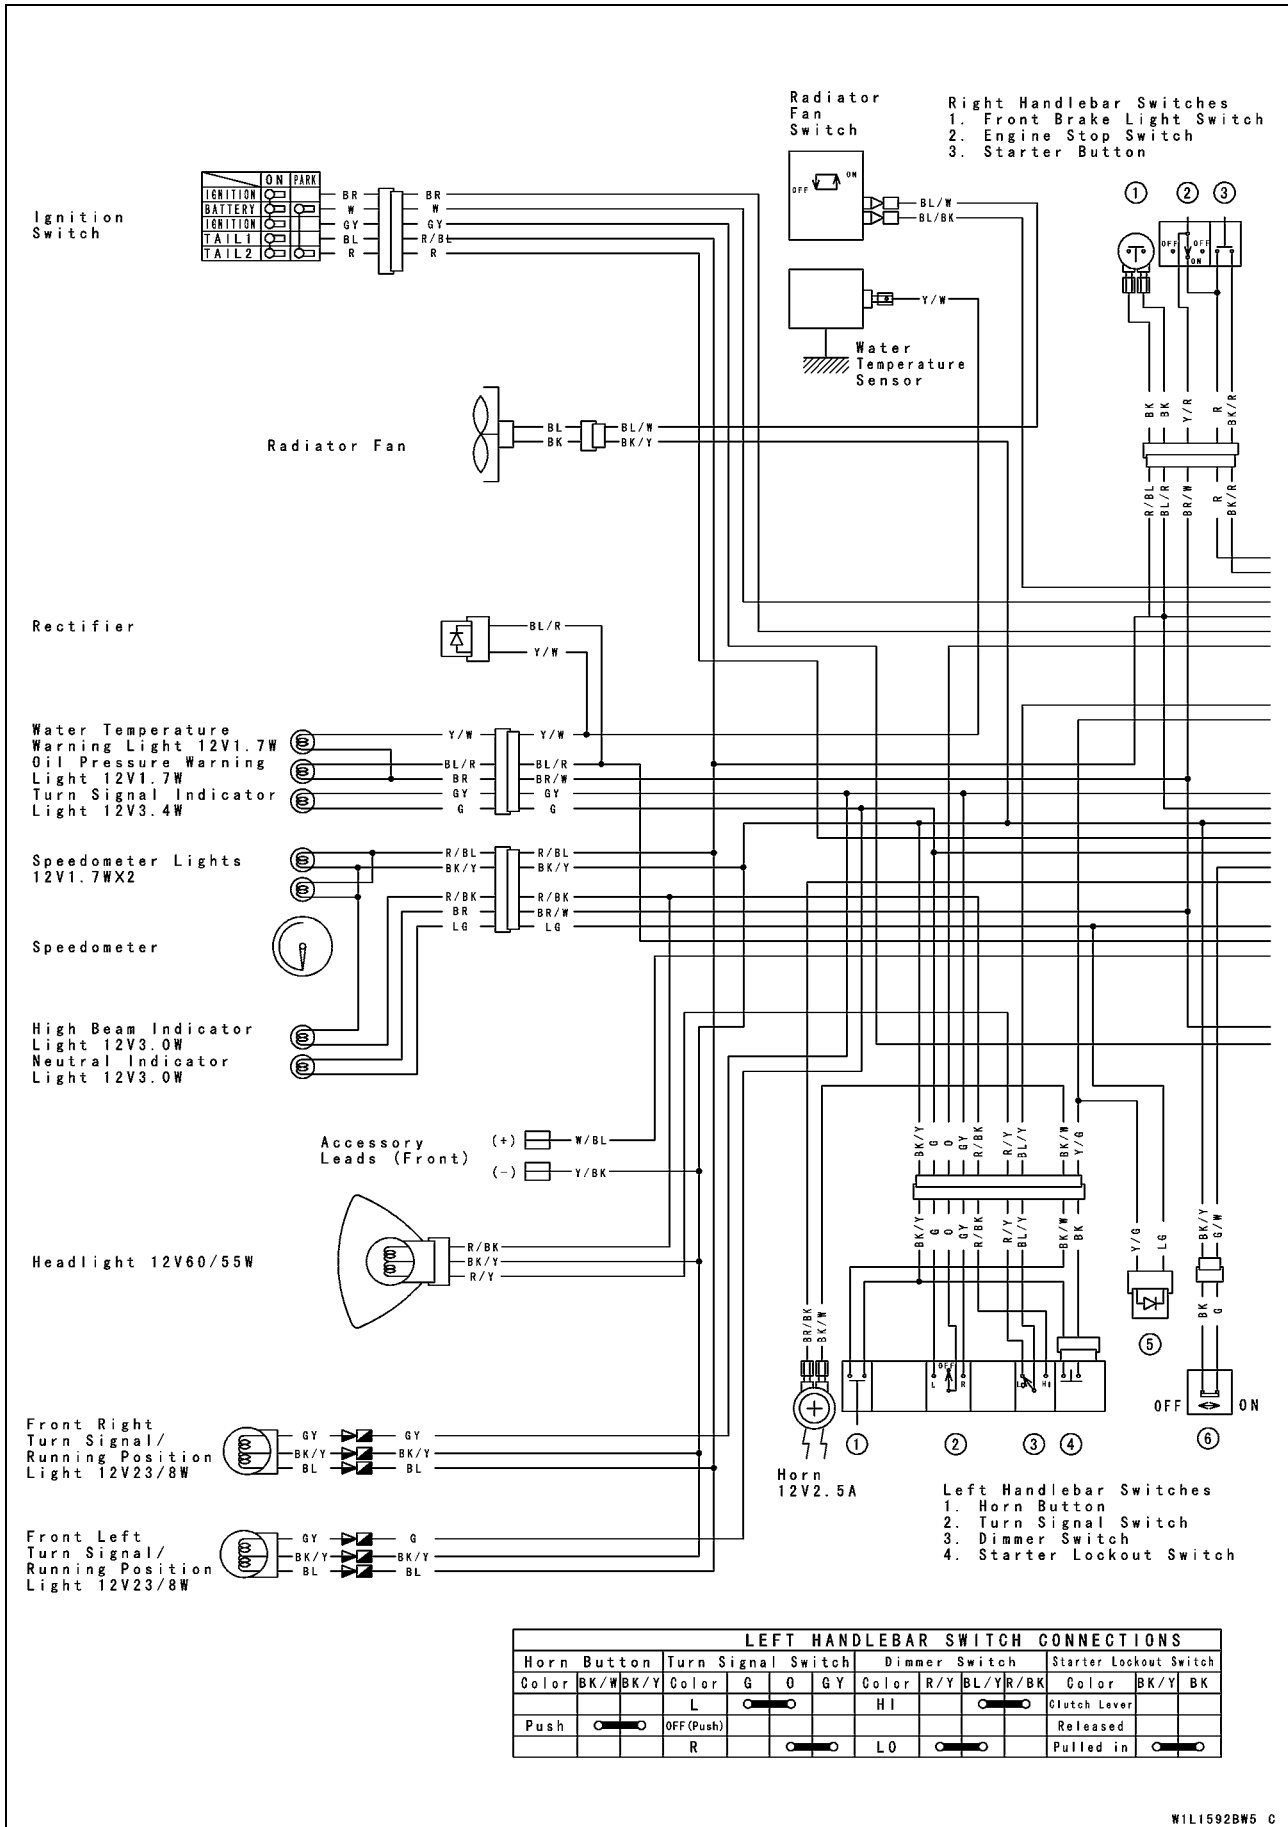 Radiator
Fan
Switch
Right Handlebar Switches
1. Front Brake Light Switch
2. Engine Stop Switch
3. Starter Button
ON PARK
IGNITION
BATTERY
IGNITION
TAIL1
TAIL2
BR BR
W W
GY GY
BL R/BL
R R
Ignition
Switch
OFF ON
BL/W
BL/BK
1 2 3
OFF OFF
ON
Y/W
Water
Temperature
Sensor
BK BK Y/R R BK/R
Radiator Fan
BL BL/W
BK BK/Y
R/BL BL/R BR/W R BK/R
Rectifier
BL/R
Y/W
Water Temperature
Warning Light 12V1.7W
Oil Pressure Warning
Light 12V1.7W
Turn Signal Indicator
Light 12V3.4W
Y/W Y/W
BL/R BL/R
BR BR/W
GY GY
G G
Speedometer Lights
12V1.7WX2
R/BL R/BL
BK/Y BK/Y
R/BK R/BK
BR BR/W
LG LG
Speedometer
High Beam Indicator
Light 12V3.0W
Neutral Indicator
Light 12V3.0W
Accessory
Leads (Front)
(+) W/BL
(-) Y/BK
BK/Y G O GY R/BK R/Y BL/Y BK/W Y/G
BK/Y G O GY R/BK R/Y BL/Y BK/W BK
Y/G LG
BK/Y G/W
BK G
Headlight 12V60/55W
R/BK
BK/Y
R/Y
BR/BK BK/W
5
L OFF R
LO HI
OFF ON
6
1 2 3 4
Horn
12V2.5A
Front Right
Turn Signal/
Running Position
Light 12V23/8W
GY GY
BK/Y BK/Y
BL BL
Left Handlebar Switches
1. Horn Button
2. Turn Signal Switch
3. Dimmer Switch
4. Starter Lockout Switch
Front Left
Turn Signal/
Running Position
Light 12V23/8W
GY G
BK/Y BK/Y
BL BL
LEFT HANDLEBAR SWITCH CONNECTIONS
Horn Button Turn Signal Switch Dimmer Switch Starter Lockout Switch
Color BK/W BK/Y Color G O GY Color R/Y BL/Y R/BK Color BK/Y BK
L HI Clutch Lever
Push OFF(Push) Released
R LO Pulled in
W1L1592BW5 C